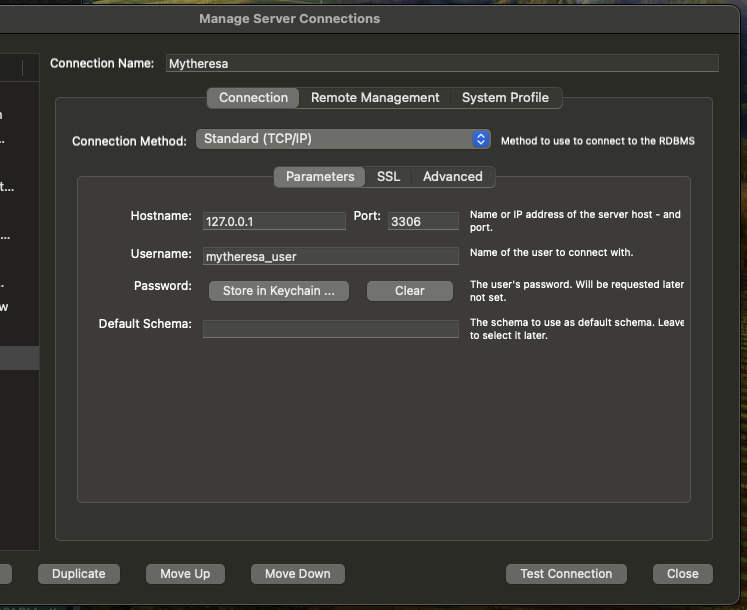 Manage Server Connections
Connection Name: Mytheresa
Connection Remote Management System Profile
Connection Method: Standard (TCP/IP) Method to use to connect to the RDBMS
Parameters SSL Advanced
Hostname: 127.0.0.1 Port: 3306 Name or IP address of the server host - and
port.
Username: mytheresa_user Name of the user to connect with.
Password: Store in Keychain ... Clear The user's password. Will be requested later
not set.
Default Schema: The schema to use as default schema. Leave
to select it later.
t...
...
w
Duplicate Move Up Move Down Test Connection Close